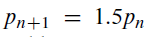 pₙ₊₁ = 1.5pₙ